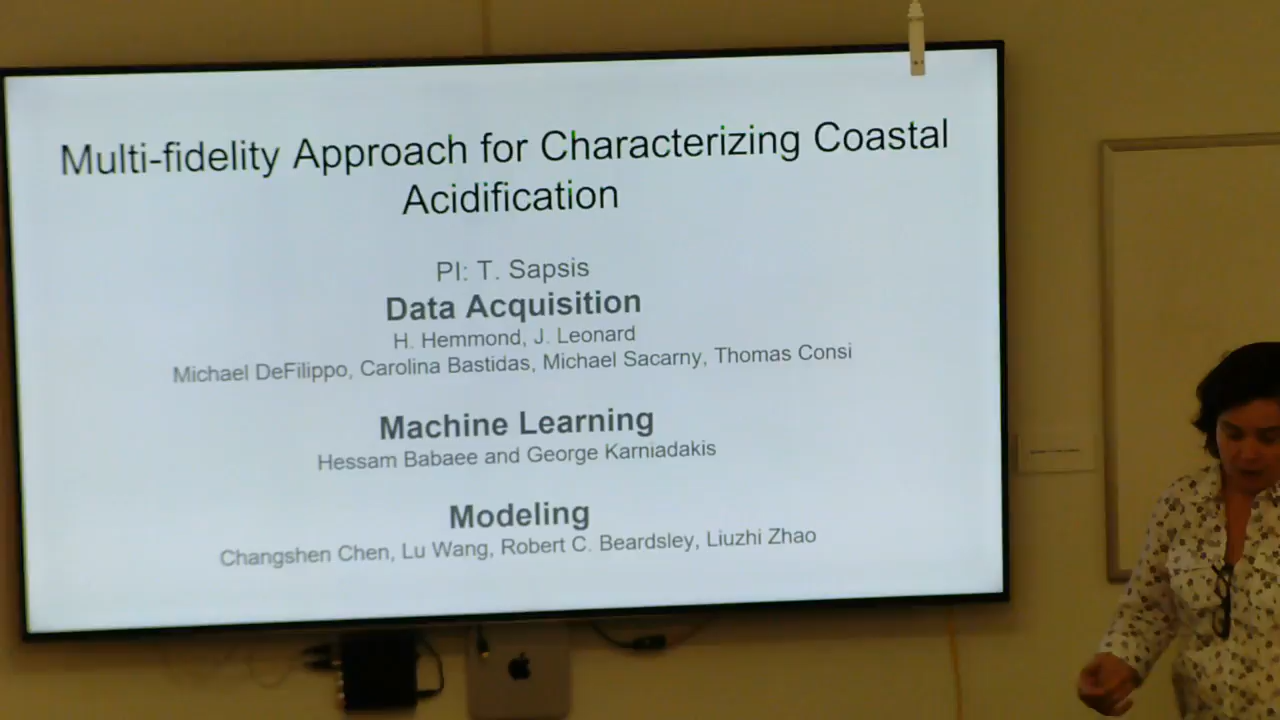 Multi-fidelity Approach for Characterizing Coastal
Acidification
PI: T. Sapsis
Data Acquisition
H. Hemmond, J. Leonard
Michael DeFilippo, Carolina Bastidas, Michael Sacarny, Thomas Consi
Machine Learning
Hessam Babaee and George Karniadakis
Modeling
Changshen Chen, Lu Wang, Robert C. Beardsley, Liuzhi Zhao